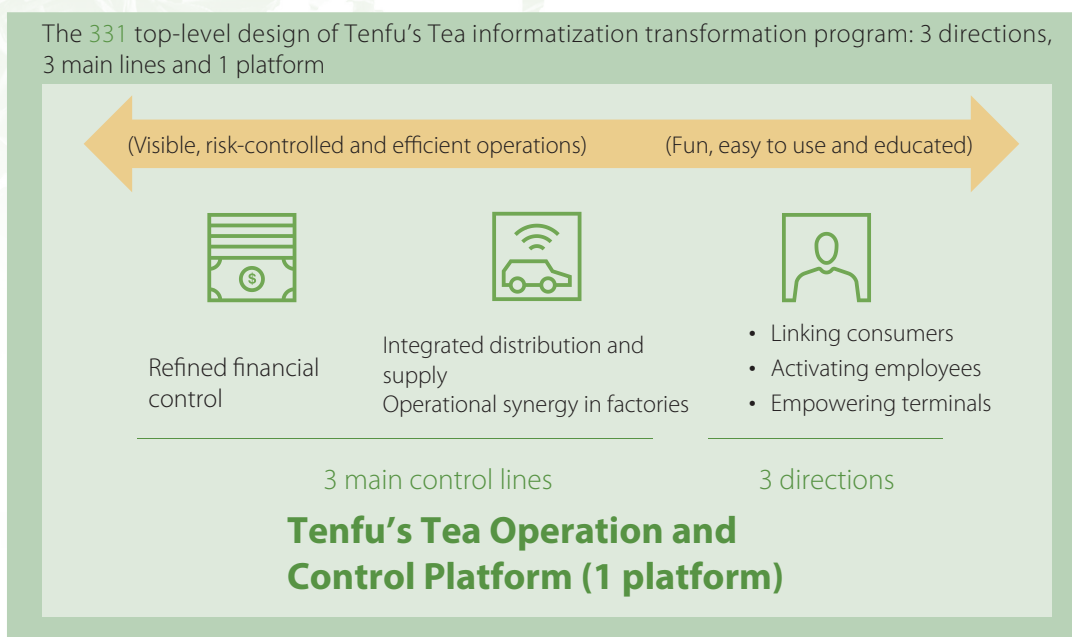 The 331 top-level design of Tenfu’s Tea informatization transformation program: 3 directions,
3 main lines and 1 platform
(Visible, risk-controlled and efficient operations)
(Fun, easy to use and educated)
$
Refined financial
control
Integrated distribution and
supply
Operational synergy in factories
• Linking consumers
• Activating employees
• Empowering terminals
3 main control lines
3 directions
Tenfu’s Tea Operation and
Control Platform (1 platform)